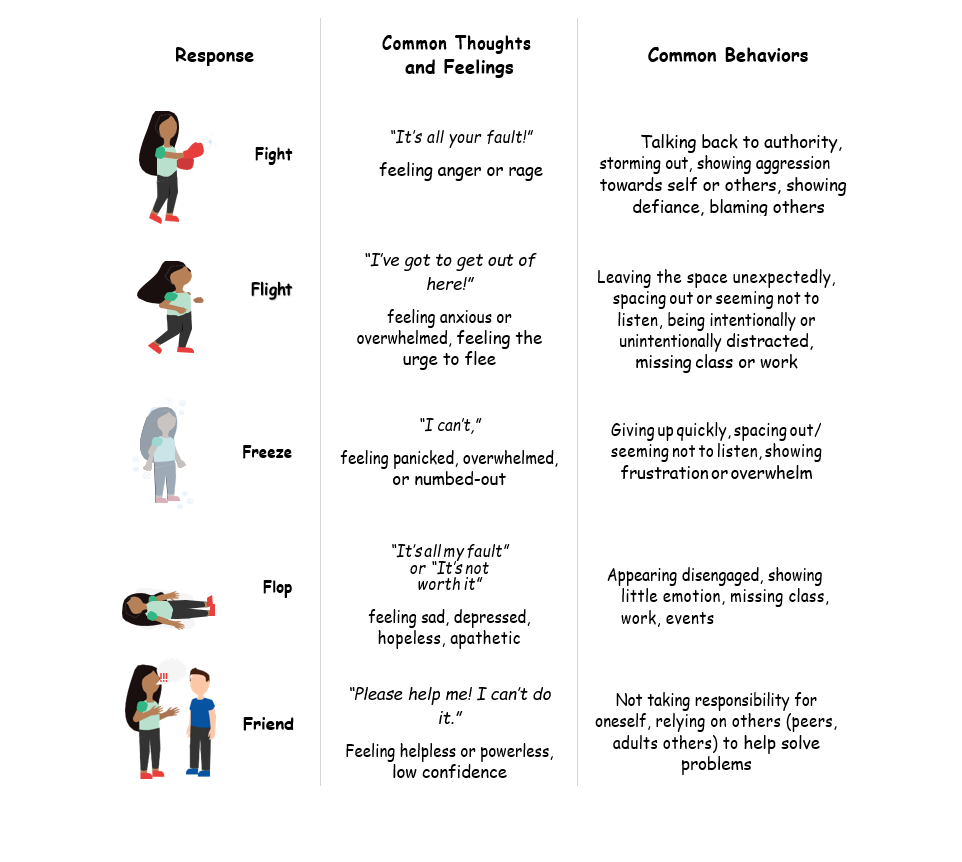 Response
Common Thoughts
and Feelings
Common Behaviors
Fight
“It’s all your fault!”
feeling anger or rage
Talking back to authority,
storming out, showing aggression
towards self or others, showing
defiance, blaming others
Flight
“I’ve got to get out of
here!”
feeling anxious or
overwhelmed, feeling the
urge to flee
Leaving the space unexpectedly,
spacing out or seeming not to
listen, being intentionally or
unintentionally distracted,
missing class or work
Freeze
“I can’t,”
feeling panicked, overwhelmed,
or numbed-out
Giving up quickly, spacing out/
seeming not to listen, showing
frustration or overwhelm
Flop
“It’s all my fault”
or “It’s not
worth it”
feeling sad, depressed,
hopeless, apathetic
Appearing disengaged, showing
little emotion, missing class,
work, events
!!!
Friend
“Please help me! I can’t do
it.”
Feeling helpless or powerless,
low confidence
Not taking responsibility for
oneself, relying on others (peers,
adults others) to help solve
problems